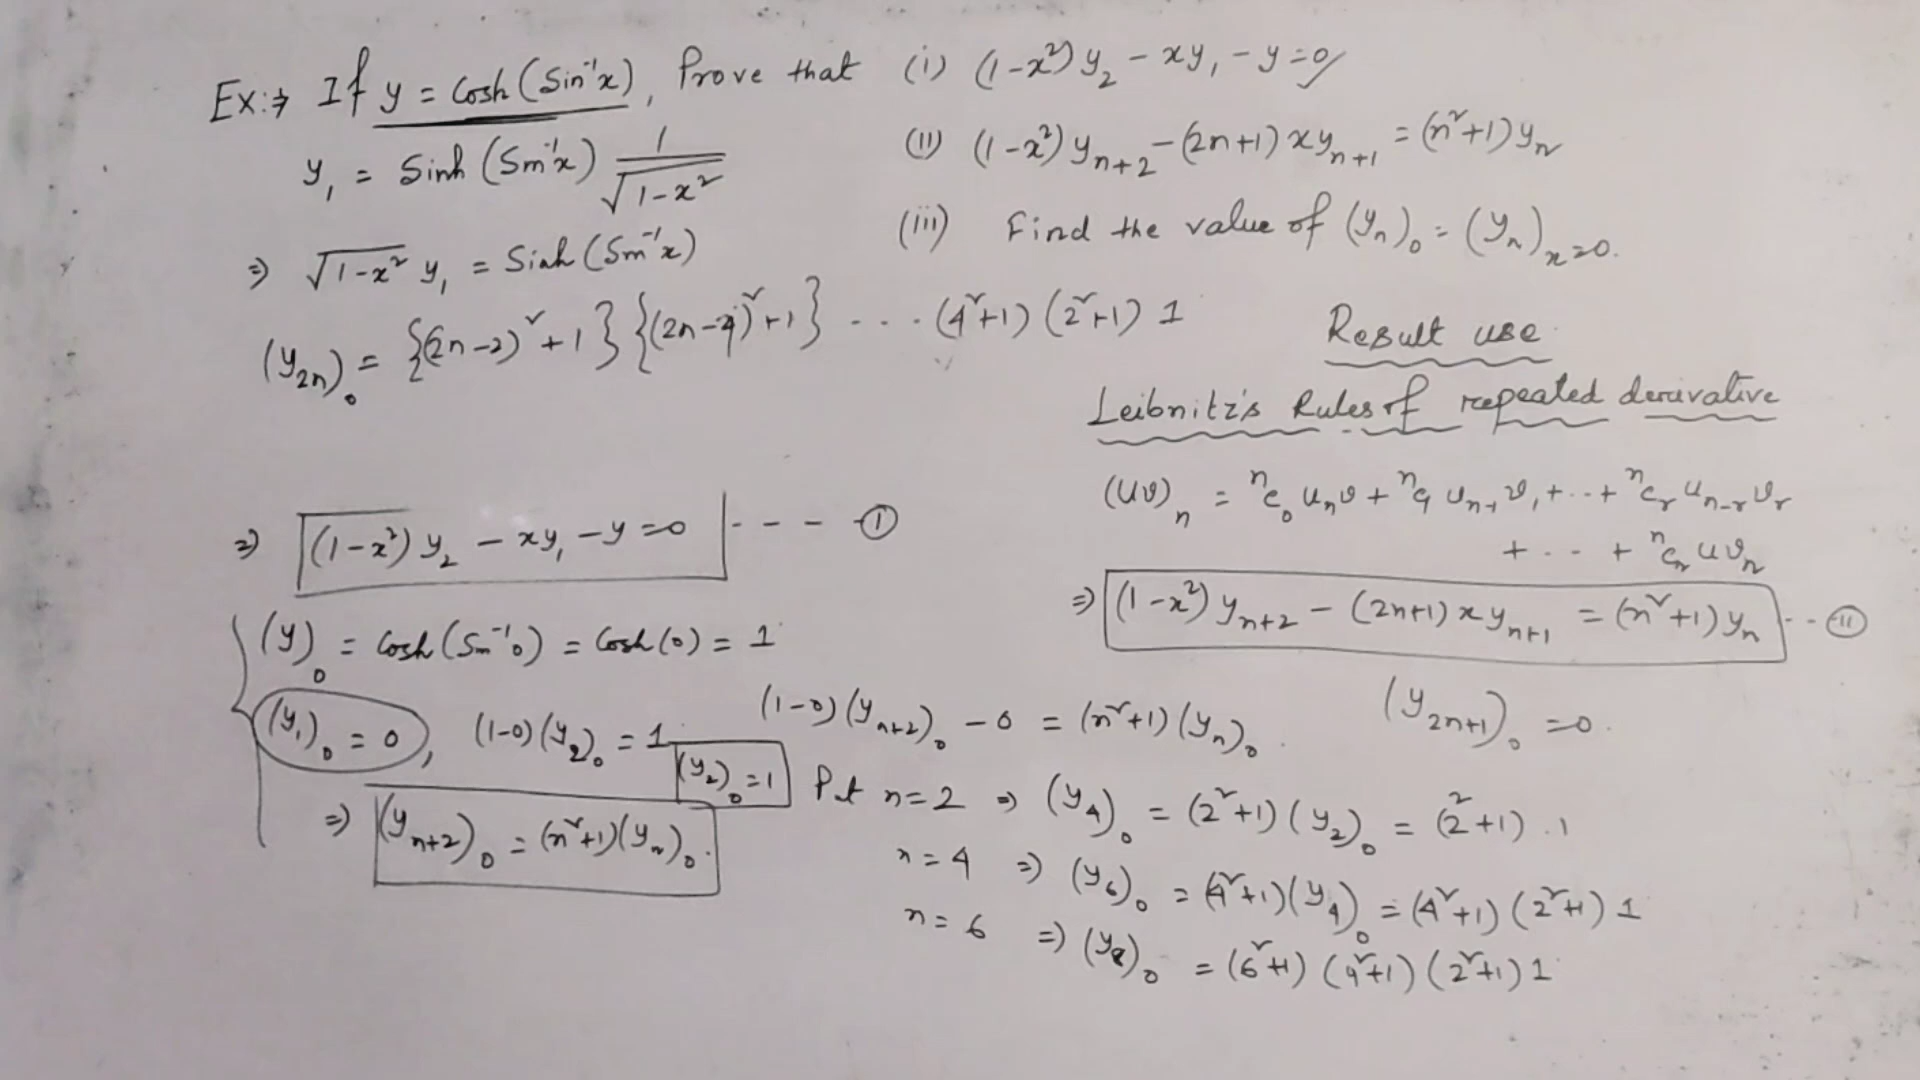 Ex:⇒ If y = Cosh (Sin⁻¹x), Prove that (i) (1-x²) y₂ - xy₁ - y = 0
y₁ = Sinh (Sin⁻¹x) 1/√(1-x²)
(ii) (1-x²) yₙ₊₂ - (2n+1) x yₙ₊₁ = (n²+1) yₙ
⇒ √(1-x²) y₁ = Sinh (Sin⁻¹x)
(iii) Find the value of (yₙ)₀ = (yₙ)ₓ₌₀.
(y₂ₙ)₀ = {(2n-2)²+1} {(2n-4)²+1} ... (4²+1) (2²+1) 1
Result use
Leibnitz's Rules of repeated derivative
(uv)ₙ = ⁿc₀ uₙv + ⁿc₁ uₙ₋₁ v₁ + ... + ⁿcᵣ uₙ₋ᵣ vᵣ
+ ... + ⁿcₙ u vₙ
⇒ (1-x²) y₂ - xy₁ - y = 0 - - - (I)
⇒ (1-x²) yₙ₊₂ - (2n+1) x yₙ₊₁ = (n²+1) yₙ - - (II)
(y)₀ = Cosh (Sin⁻¹0) = Cosh (0) = 1
(y₁)₀ = 0, (1-0) (y₂)₀ = 1
(y₂)₀ = 1
⇒ (yₙ₊₂)₀ = (n²+1)(yₙ)₀.
(1-0) (yₙ₊₂)₀ - 0 = (n²+1) (yₙ)₀.
(y₂ₙ₊₁)₀ = 0.
Put n=2 ⇒ (y₄)₀ = (2²+1) (y₂)₀ = (2²+1) . 1
n=4 ⇒ (y₆)₀ = (4²+1)(y₄)₀ = (4²+1) (2²+1) 1
n=6 ⇒ (y₈)₀ = (6²+1) (4²+1) (2²+1) 1